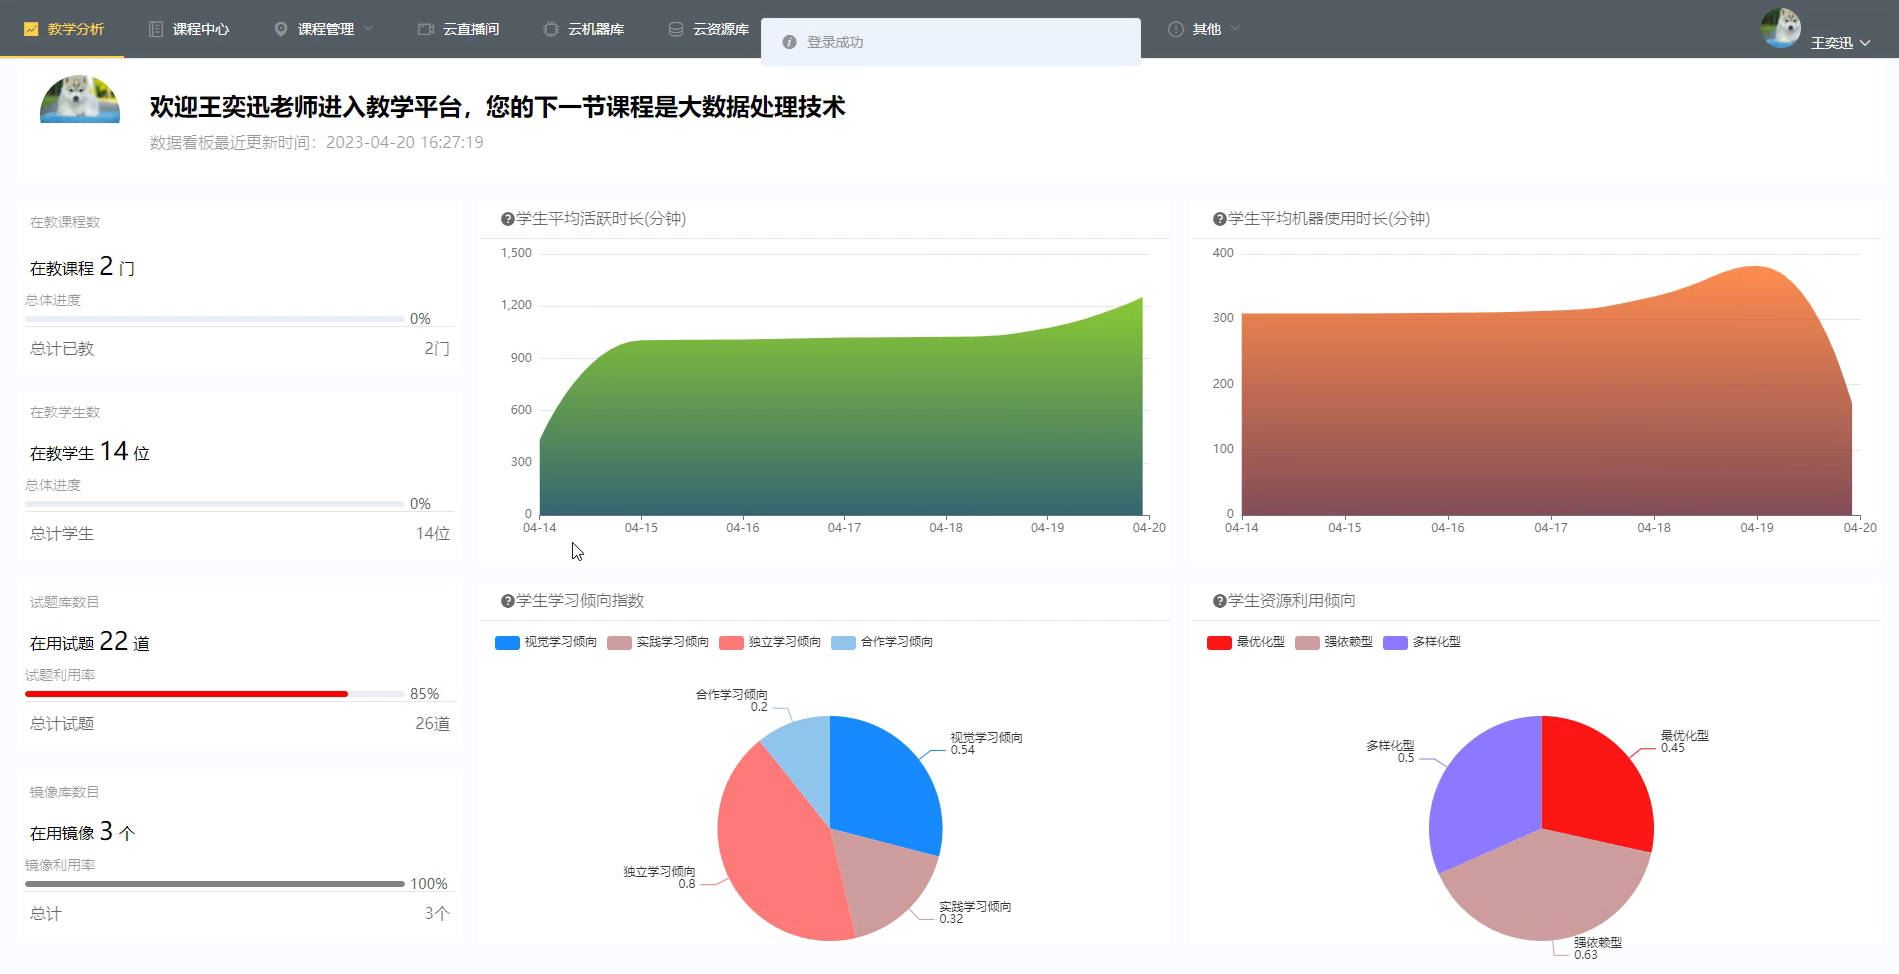 教学分析 课程中心 课程管理 云直播间 云机器库 云资源库 登录成功 其他 王奕迅
欢迎王奕迅老师进入教学平台，您的下一节课程是大数据处理技术
数据看板最近更新时间：2023-04-20 16:27:19
在教课程数
在教课程 2 门
总体进度
0%
总计已教 2门
在教学生数
在教学生 14 位
总体进度
0%
总计学生 14位
试题库数目
在用试题 22 道
试题利用率
85%
总计试题 26道
镜像库数目
在用镜像 3 个
镜像利用率
100%
总计 3个
学生平均活跃时长(分钟)
1,500
1,200
900
600
300
0
04-14 04-15 04-16 04-17 04-18 04-19 04-20
学生平均机器使用时长(分钟)
400
300
200
100
0
04-14 04-15 04-16 04-17 04-18 04-19 04-20
学生学习倾向指数
视觉学习倾向 实践学习倾向 独立学习倾向 合作学习倾向
合作学习倾向
0.2
视觉学习倾向
0.54
独立学习倾向
0.8
实践学习倾向
0.32
学生资源利用倾向
最优化型 强依赖型 多样化型
最优化型
0.45
多样化型
0.5
强依赖型
0.63